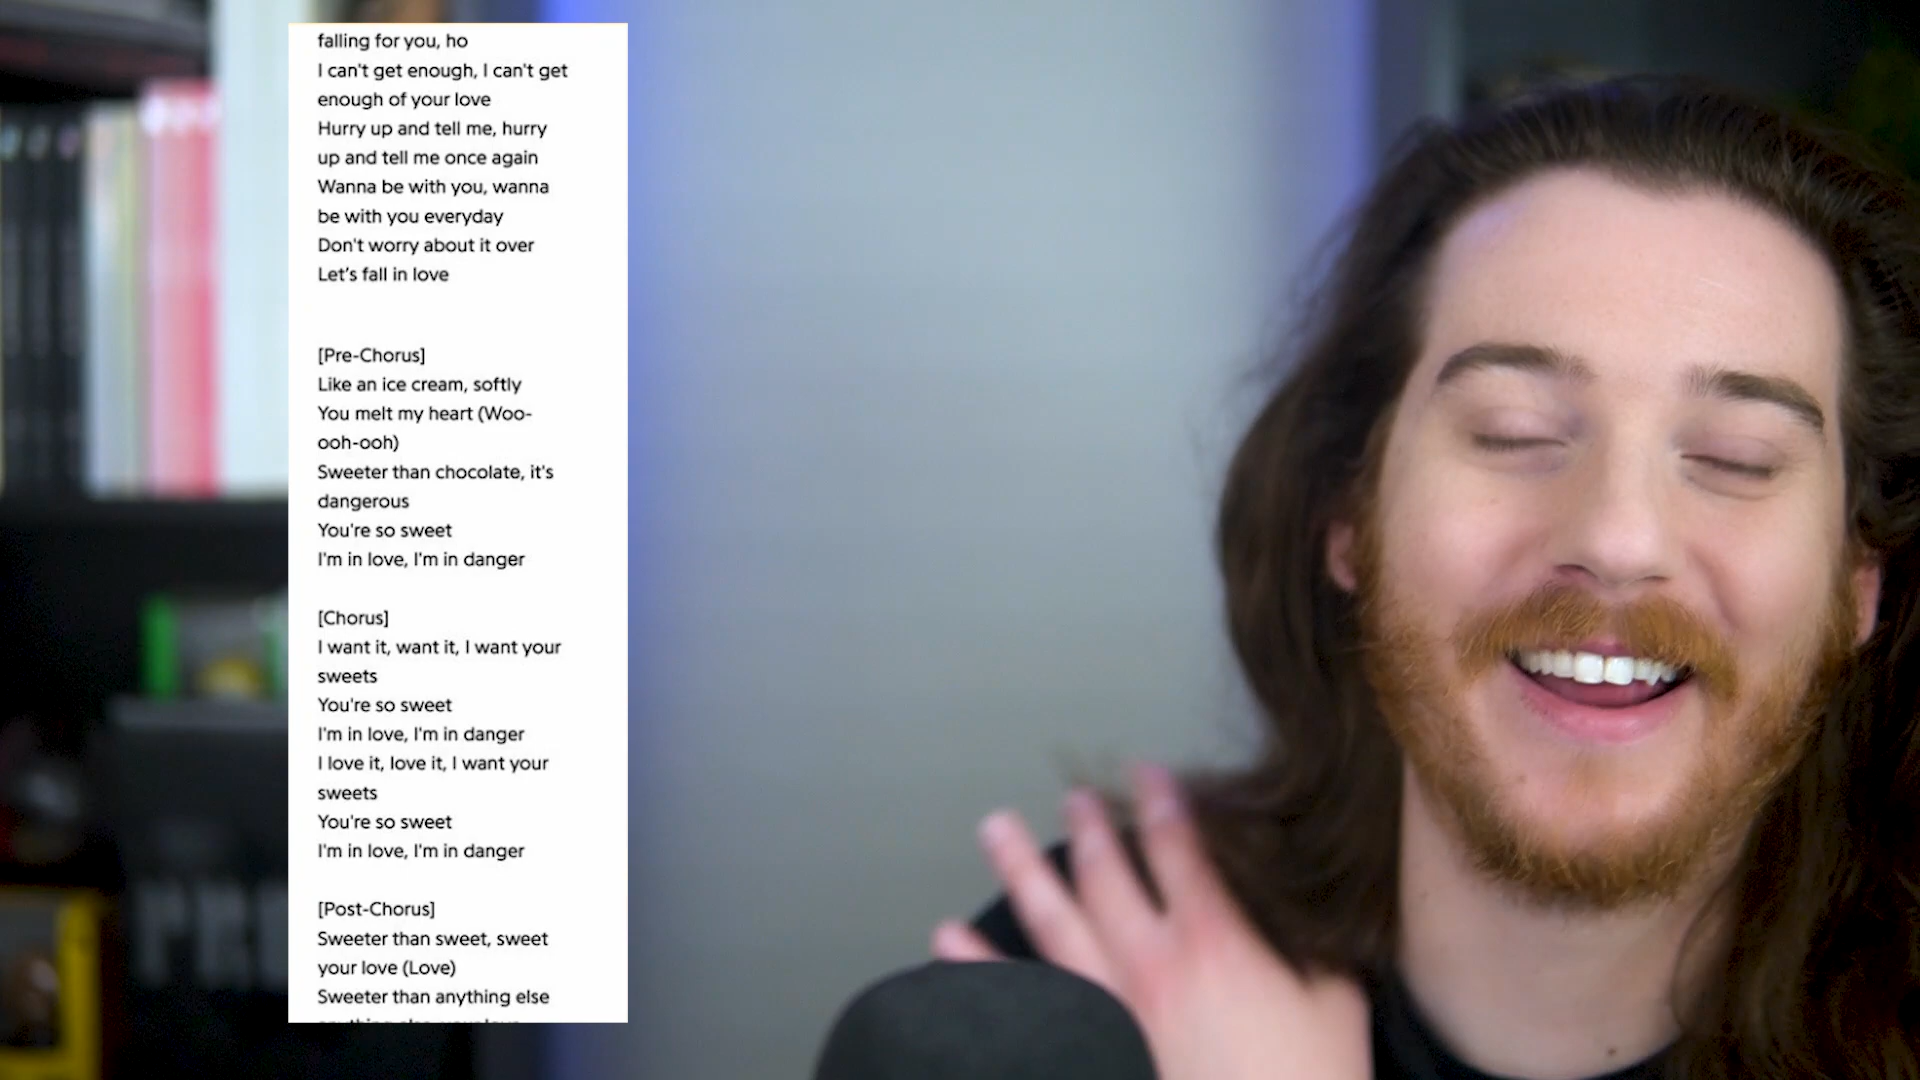 falling for you, ho
I can't get enough, I can't get
enough of your love
Hurry up and tell me, hurry
up and tell me once again
Wanna be with you, wanna
be with you everyday
Don't worry about it over
Let's fall in love
[Pre-Chorus]
Like an ice cream, softly
You melt my heart (Woo-
ooh-ooh)
Sweeter than chocolate, it's
dangerous
You're so sweet
I'm in love, I'm in danger
[Chorus]
I want it, want it, I want your
sweets
You're so sweet
I'm in love, I'm in danger
I love it, love it, I want your
sweets
You're so sweet
I'm in love, I'm in danger
[Post-Chorus]
Sweeter than sweet, sweet
your love (Love)
Sweeter than anything else